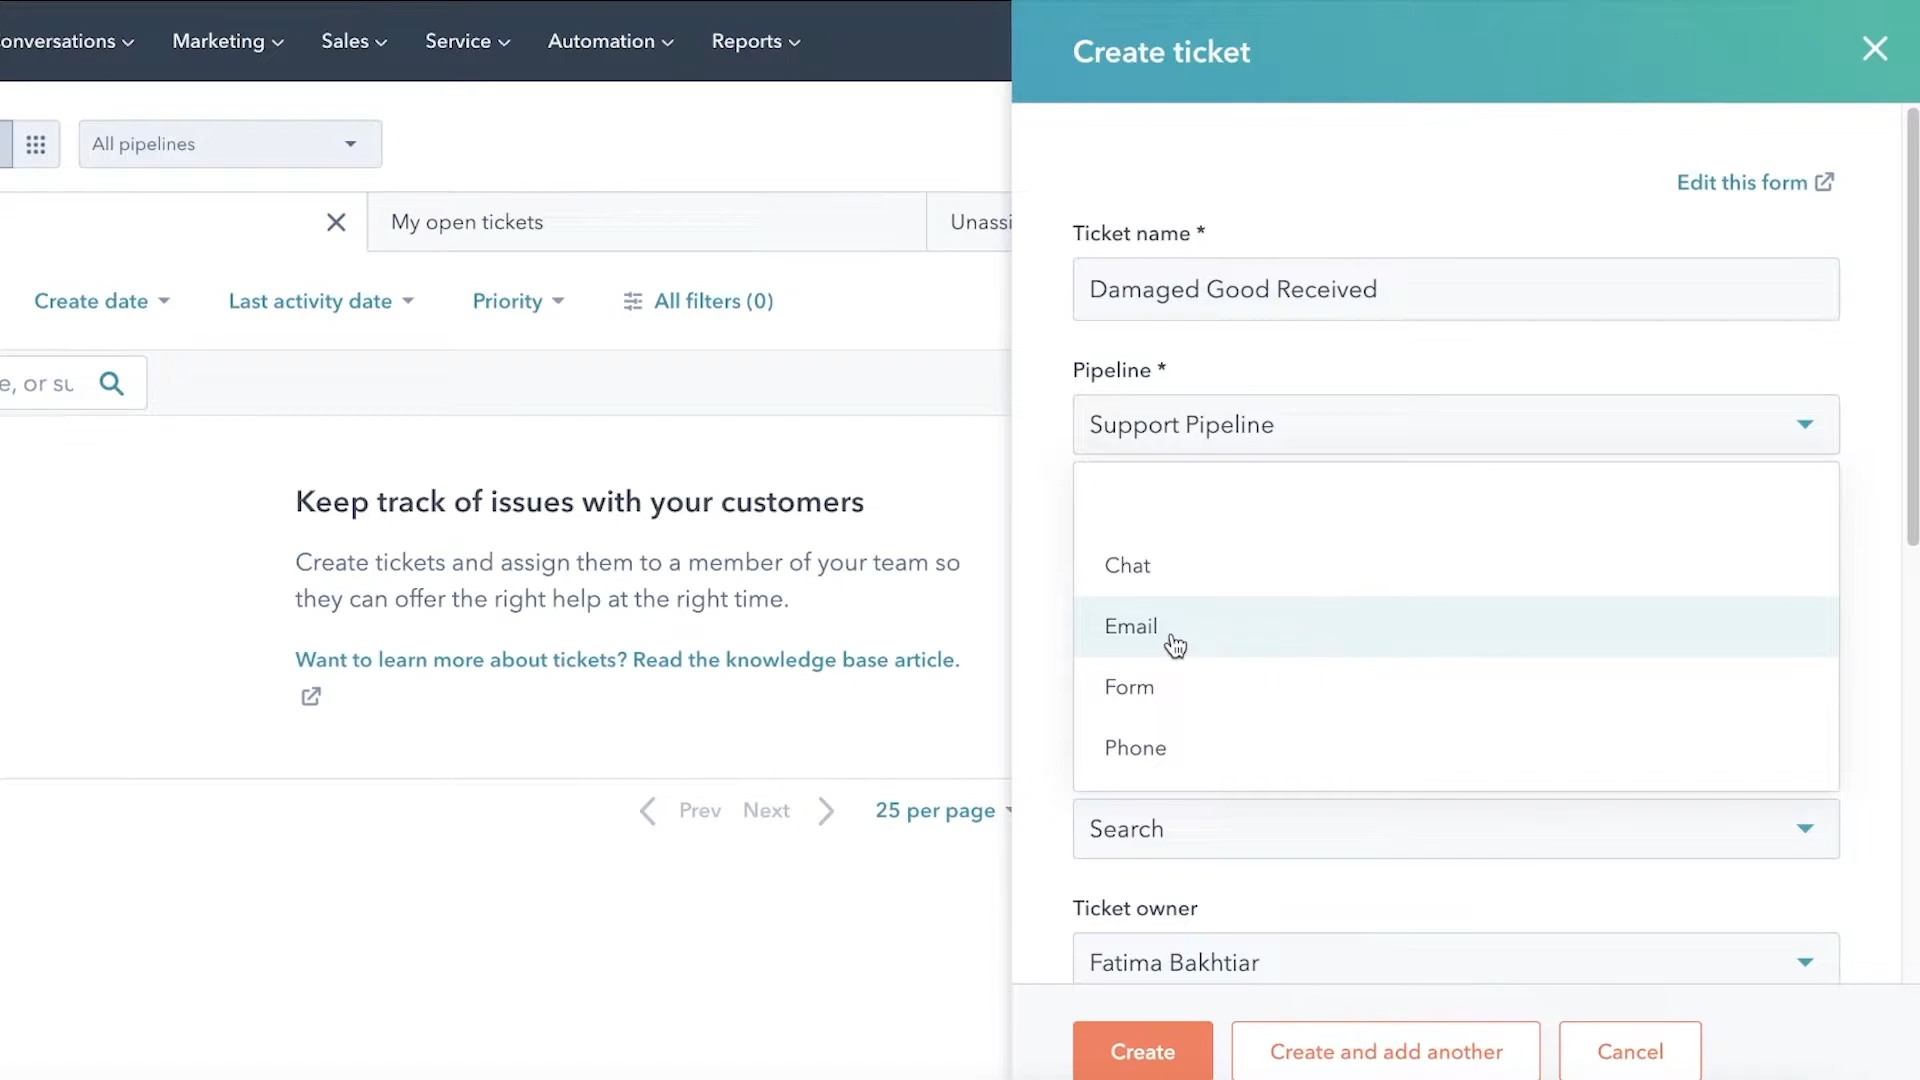 Marketing
Sales
Service
Automation
Reports
Create ticket
All pipelines
Edit this form
My open tickets
Ticket name *
Damaged Good Received
Create date
Last activity date
Priority
All filters (0)
Pipeline *
Support Pipeline
Keep track of issues with your customers
Create tickets and assign them to a member of your team so
they can offer the right help at the right time.
Want to learn more about tickets? Read the knowledge base article.
Chat
Email
Form
Phone
Prev
Next
25 per page
Search
Ticket owner
Fatima Bakhtiar
Create
Create and add another
Cancel